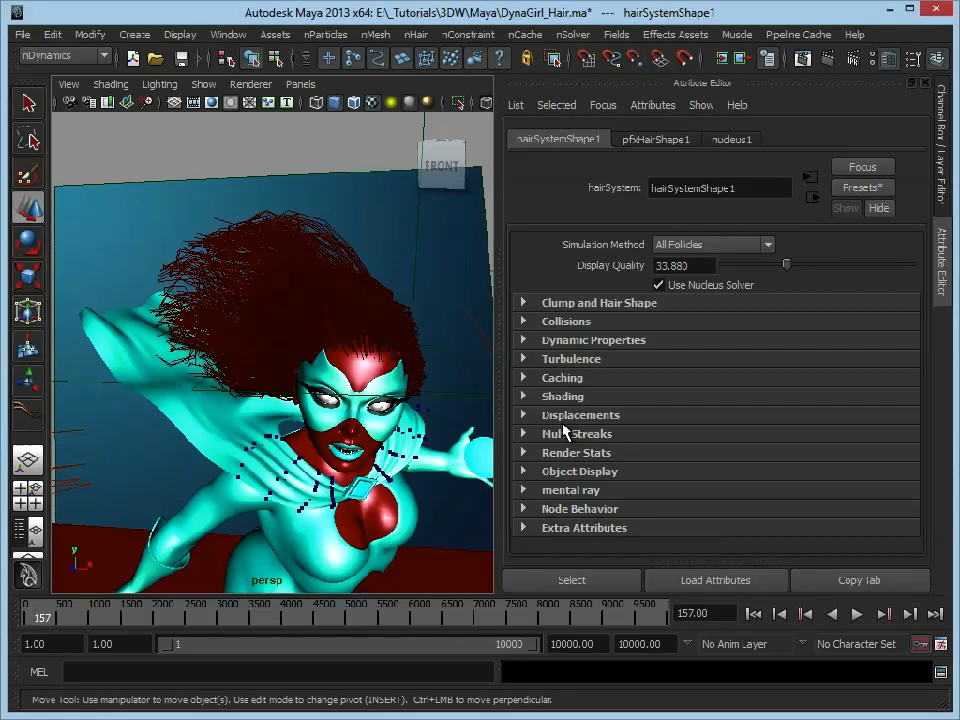 Autodesk Maya 2013 x64: E:\_Tutorials\3DW\Maya\DynaGirl_Hair.ma* --- hairSystemShape1
File Edit Modify Create Display Window Assets nParticles nMesh nHair nConstraint nCache nSolver Fields Effects Assets Muscle Pipeline Cache Help
nDynamics
View Shading Lighting Show Renderer Panels
Attribute Editor
List Selected Focus Attributes Show Help
hairSystemShape1 pfxHairShape1 nucleus1
FRONT
hairSystem: hairSystemShape1
Focus
Presets*
Show Hide
Simulation Method All Follicles
Display Quality 33.880
Use Nucleus Solver
Clump and Hair Shape
Collisions
Dynamic Properties
Turbulence
Caching
Shading
Displacements
Streaks
Render Stats
Object Display
mental ray
Node Behavior
Extra Attributes
Channel Box / Layer Editor
Attribute Editor
y
persp
Select Load Attributes Copy Tab
0 500 1000 1500 2000 2500 3000 3500 4000 4500 5000 5500 6000 6500 7000 7500 8000 8500 9000 9500
157
157.00
1.00 1.00 1 10000 10000.00 10000.00 No Anim Layer No Character Set
MEL
Move Tool: Use manipulator to move object(s). Use edit mode to change pivot (INSERT). Ctrl+LMB to move perpendicular.